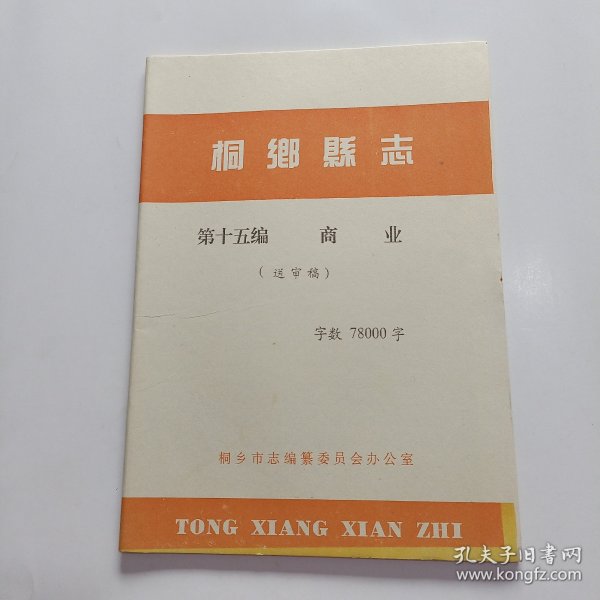 桐鄉縣志
第十五编 商 业
(送审稿)
字数 78000 字
桐乡市志编纂委员会办公室
TONG XIANG XIAN ZHI
孔夫子旧书网
www.kongfz.com